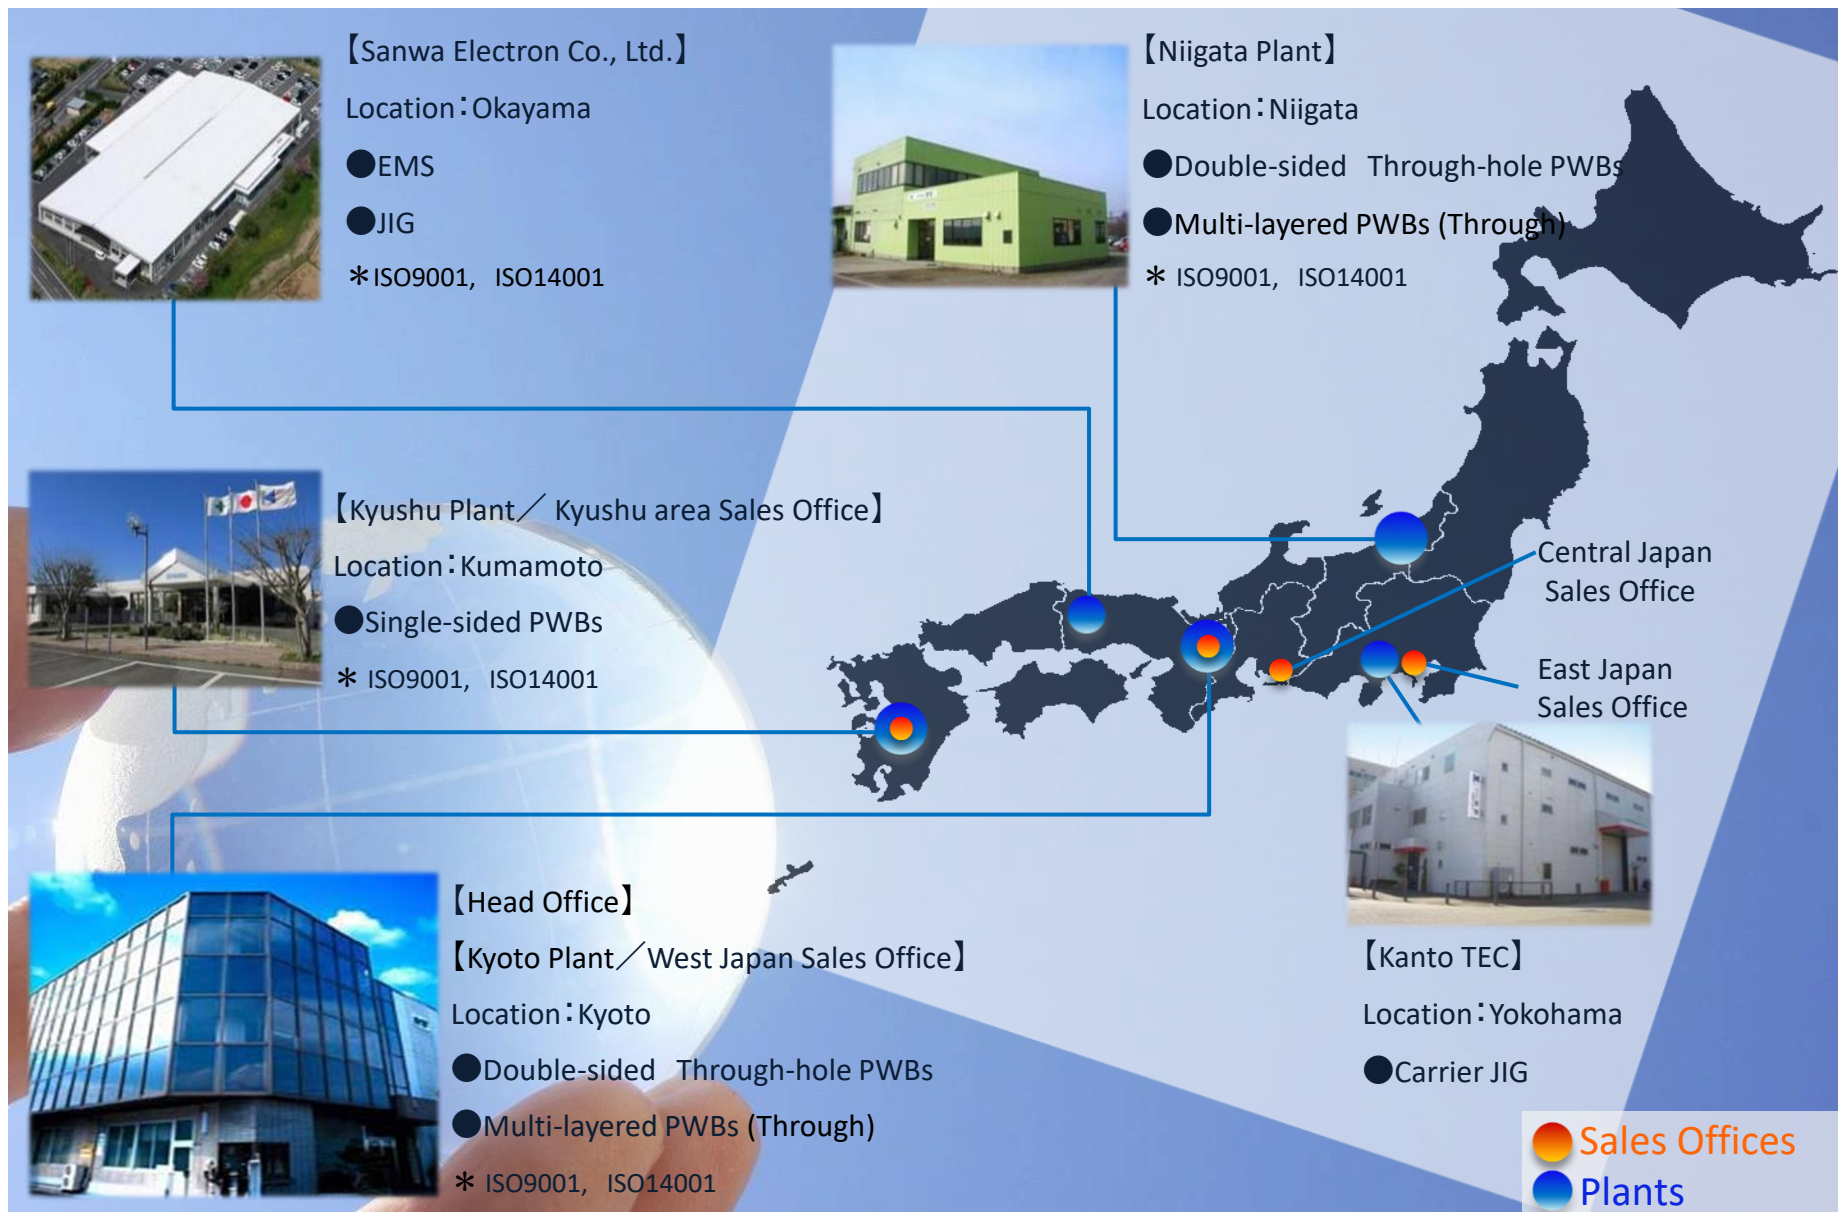 【Sanwa Electron Co., Ltd.】
Location：Okayama
●EMS
●JIG
＊ISO9001, ISO14001
【Niigata Plant】
Location：Niigata
●Double-sided Through-hole PWBs
●Multi-layered PWBs (Through)
＊ ISO9001, ISO14001
【Kyushu Plant／ Kyushu area Sales Office】
Location：Kumamoto
●Single-sided PWBs
＊ ISO9001, ISO14001
Central Japan
Sales Office
East Japan
Sales Office
【Head Office】
【Kyoto Plant／West Japan Sales Office】
Location：Kyoto
●Double-sided Through-hole PWBs
●Multi-layered PWBs (Through)
＊ ISO9001, ISO14001
【Kanto TEC】
Location：Yokohama
●Carrier JIG
Sales Offices
Plants